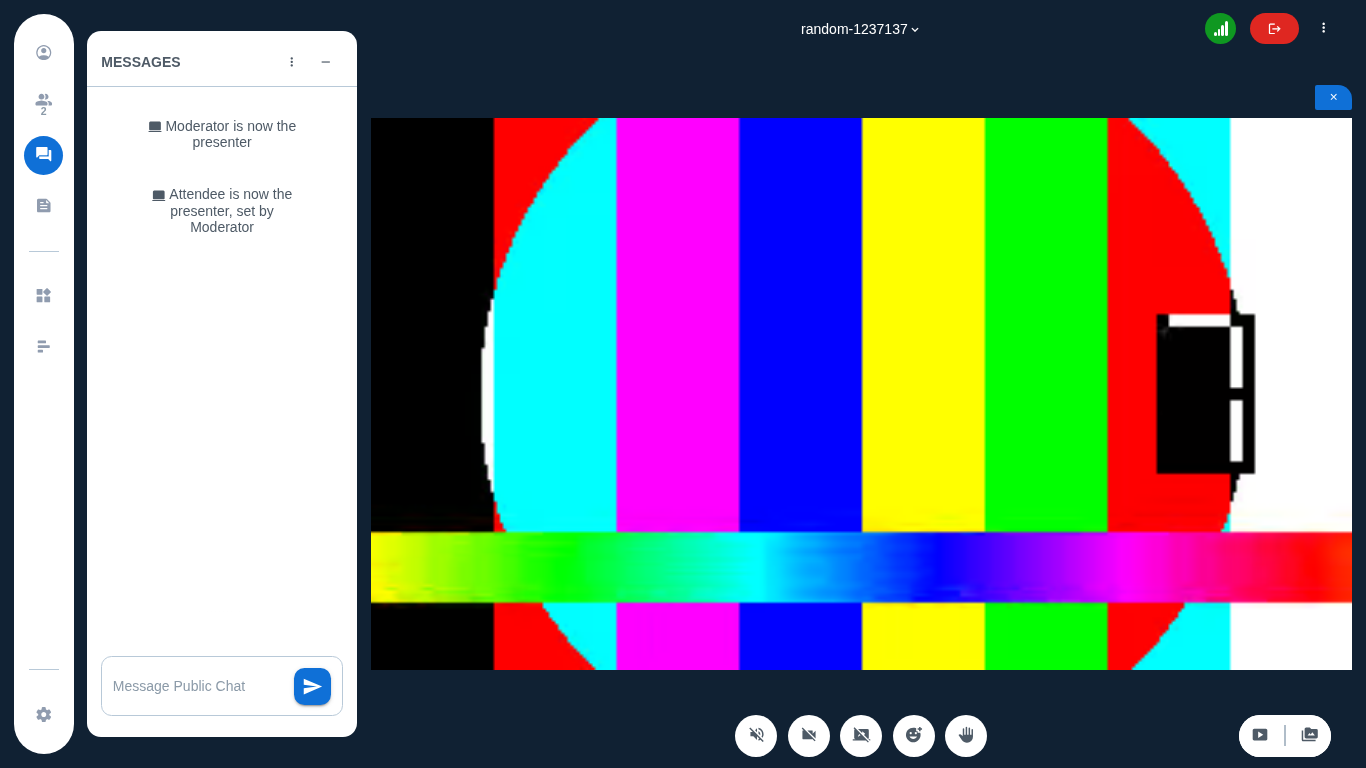 random-1237137
MESSAGES
2
Moderator is now the
presenter
Attendee is now the
presenter, set by
Moderator
Message Public Chat